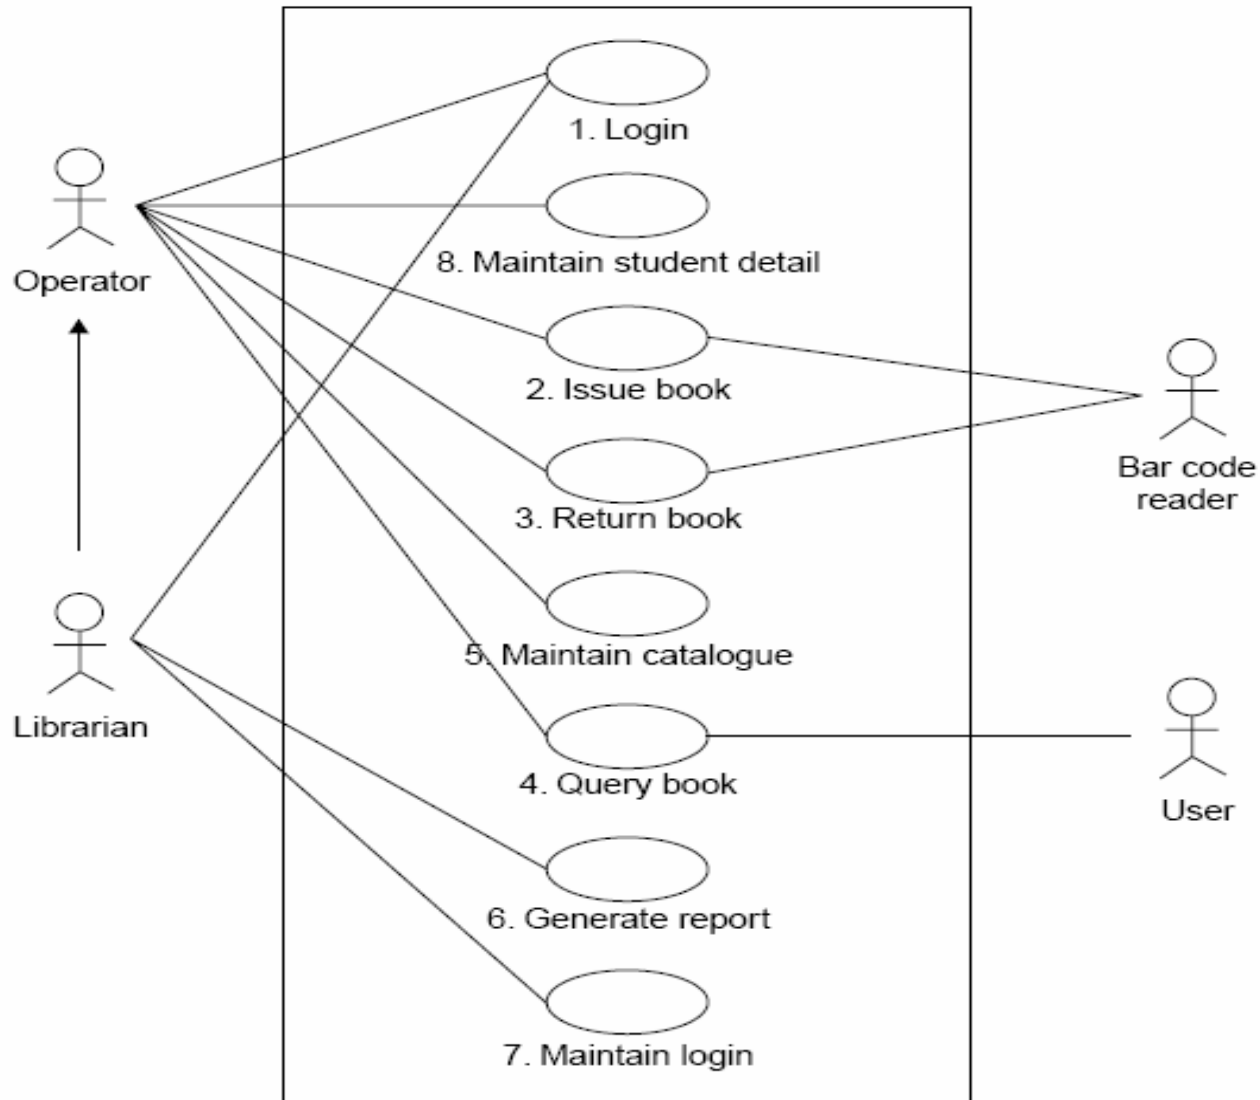 1. Login
8. Maintain student detail
Operator
2. Issue book
Bar code
reader
3. Return book
5. Maintain catalogue
Librarian
4. Query book
User
6. Generate report
7. Maintain login